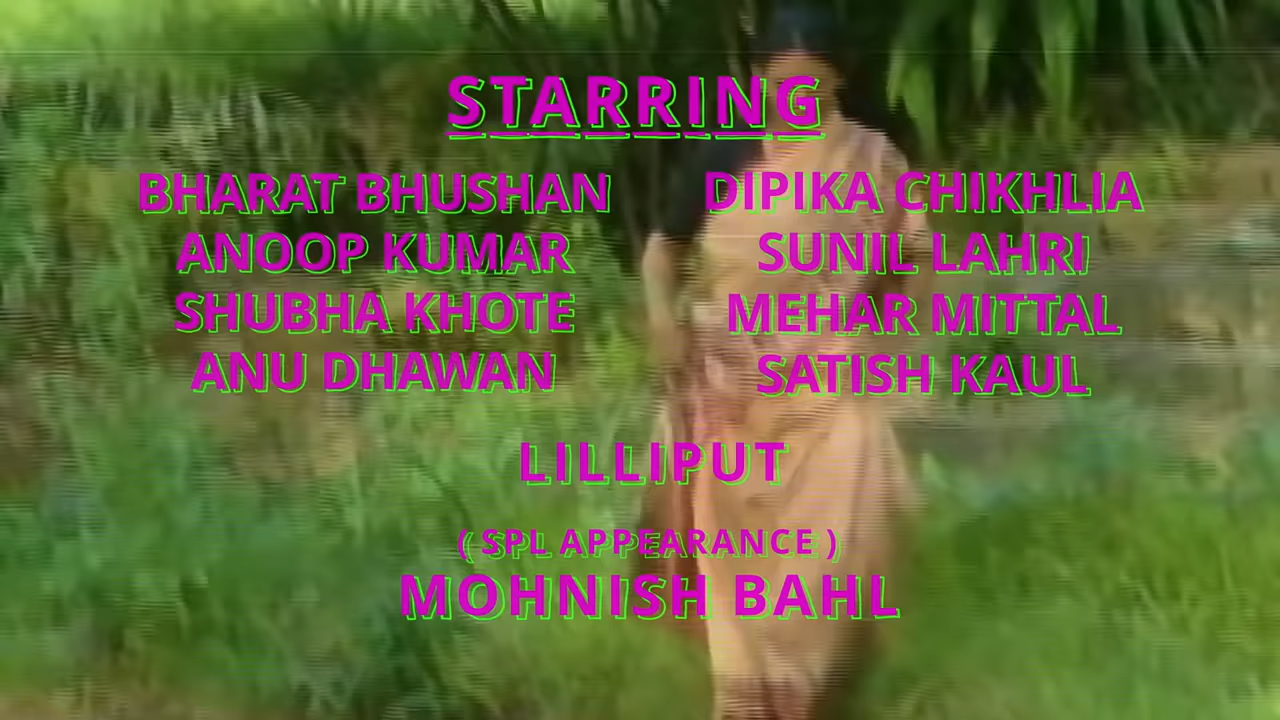 STARRING
BHARAT BHUSHAN
ANOOP KUMAR
SHUBHA KHOTE
ANU DHAWAN
DIPIKA CHIKHLIA
SUNIL LAHRI
MEHAR MITTAL
SATISH KAUL
LILLIPUT
( SPL APPEARANCE )
MOHNISH BAHL